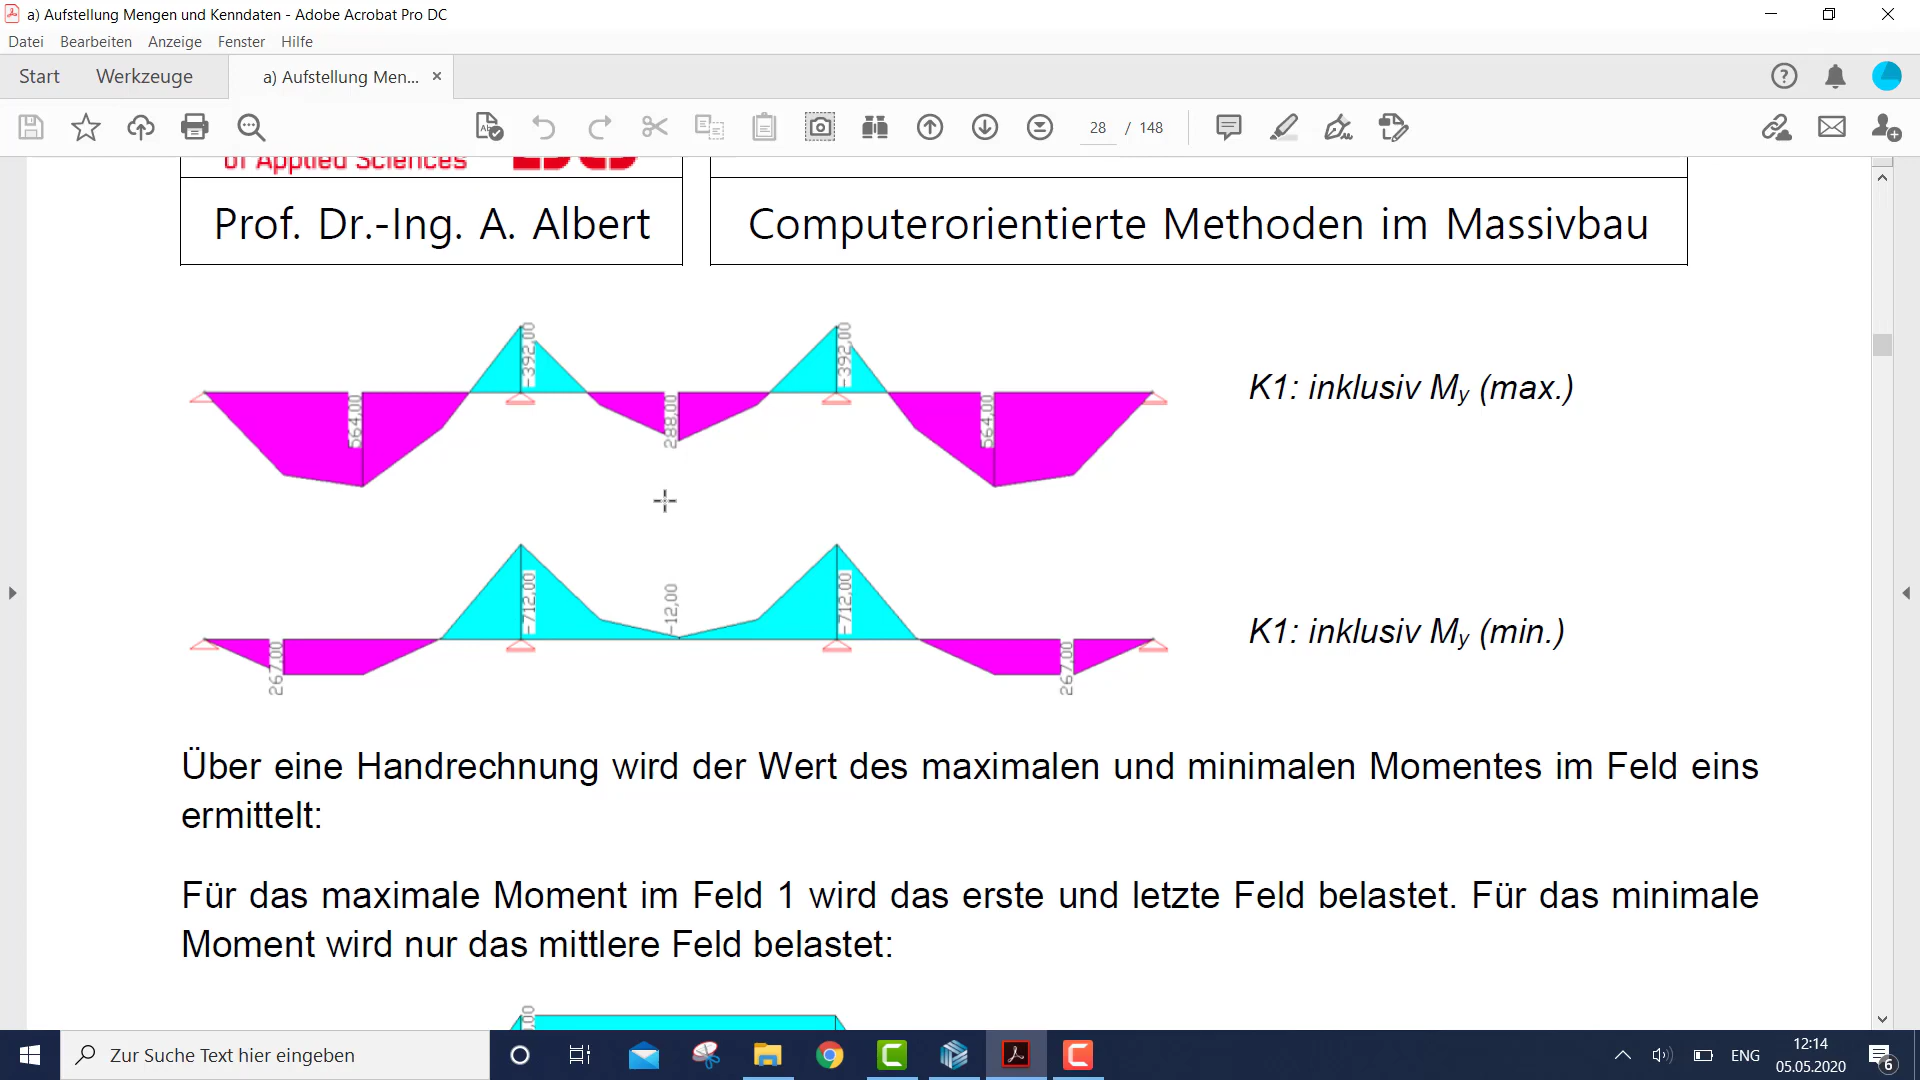 a) Aufstellung Mengen und Kenndaten - Adobe Acrobat Pro DC
Datei Bearbeiten Anzeige Fenster Hilfe
Start Werkzeuge a) Aufstellung Men... ×
28 / 148
of Applied Sciences
Prof. Dr.-Ing. A. Albert
Computerorientierte Methoden im Massivbau
-392,00 -392,00
564,00 288,00 564,00
K1: inklusiv My (max.)
-712,00 -12,00 -712,00
267,00 267,00
K1: inklusiv My (min.)
Über eine Handrechnung wird der Wert des maximalen und minimalen Momentes im Feld eins
ermittelt:
Für das maximale Moment im Feld 1 wird das erste und letzte Feld belastet. Für das minimale
Moment wird nur das mittlere Feld belastet:
Zur Suche Text hier eingeben
ENG
12:14
05.05.2020
6